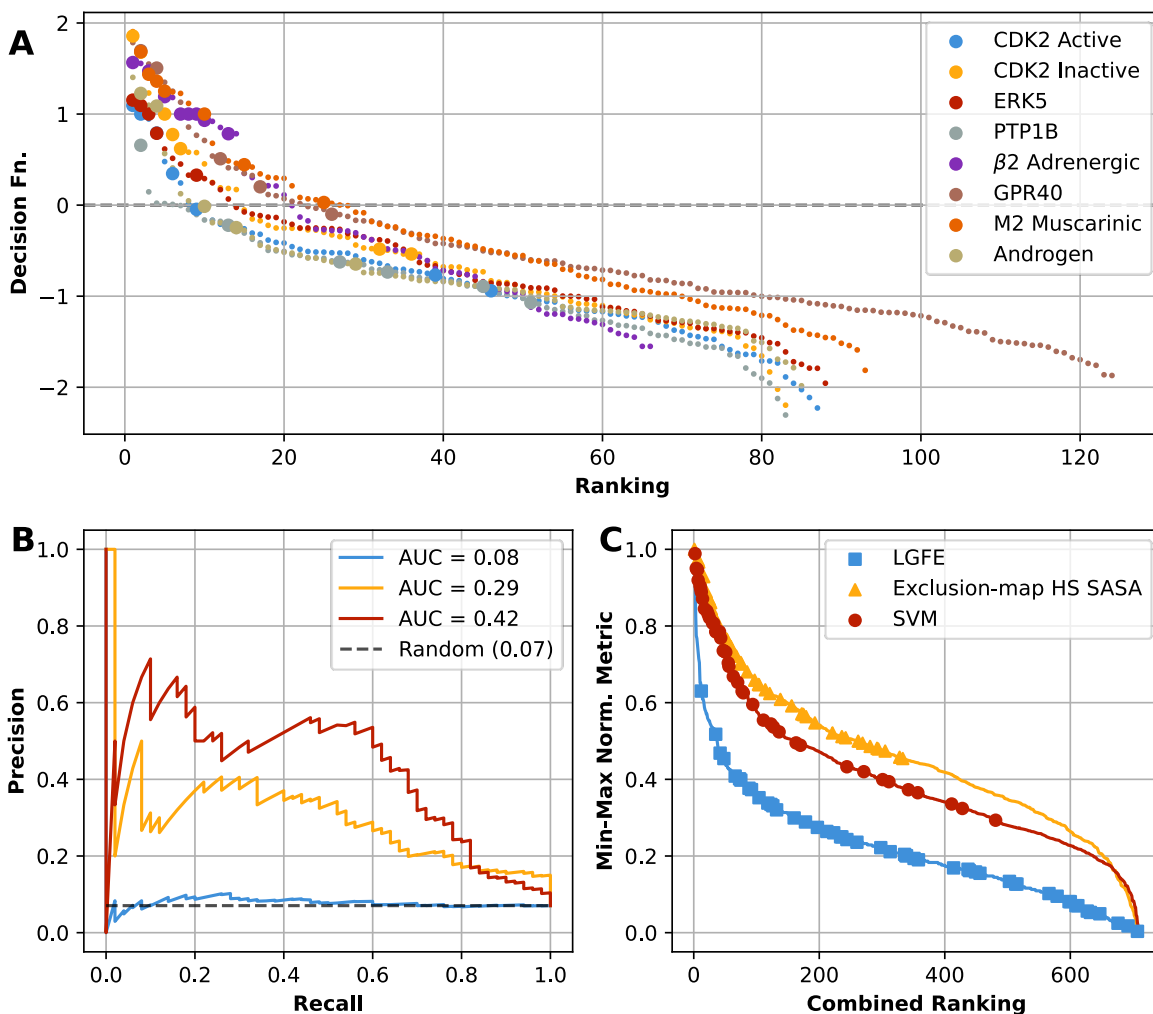 A
2
1
0
−1
−2
Decision Fn.
0
20
40
60
80
100
120
Ranking
CDK2 Active
CDK2 Inactive
ERK5
PTP1B
β2 Adrenergic
GPR40
M2 Muscarinic
Androgen
B
1.0
0.8
0.6
0.4
0.2
0.0
Precision
0.0
0.2
0.4
0.6
0.8
1.0
Recall
AUC = 0.08
AUC = 0.29
AUC = 0.42
Random (0.07)
C
1.0
0.8
0.6
0.4
0.2
0.0
Min-Max Norm. Metric
0
200
400
600
Combined Ranking
LGFE
Exclusion-map HS SASA
SVM